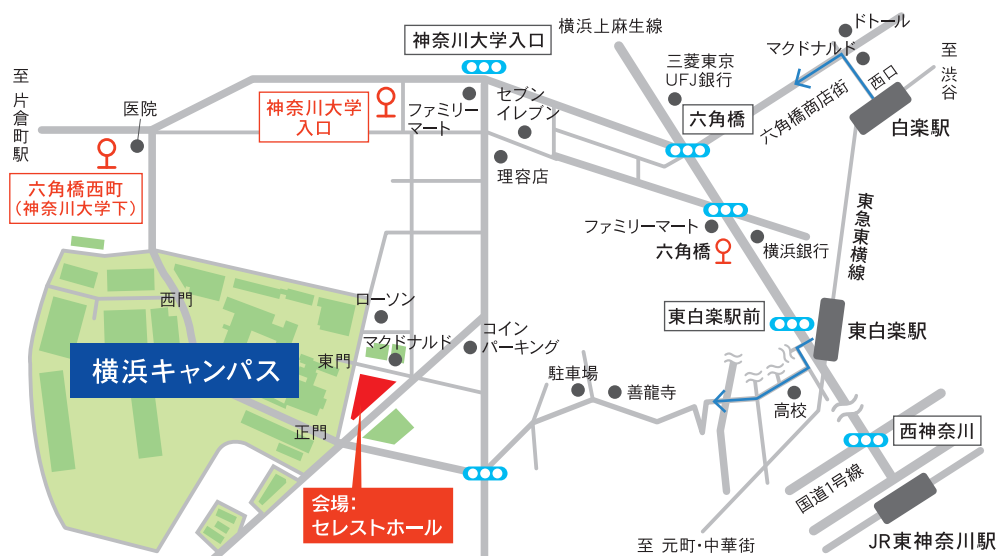 神奈川大学入口
横浜上麻生線
ドトール
マクドナルド
至 渋谷
西口
三菱東京
UFJ銀行
六角橋
六角橋商店街
白楽駅
至 片倉町駅
医院
神奈川大学
入口
ファミリー
マート
セブン
イレブン
理容店
六角橋西町
(神奈川大学下)
ファミリーマート
六角橋
横浜銀行
東急東横線
西門
ローソン
マクドナルド
コイン
パーキング
東白楽駅前
東白楽駅
横浜キャンパス
東門
駐車場
善龍寺
高校
正門
西神奈川
国道1号線
会場:
セレストホール
至 元町・中華街
JR東神奈川駅